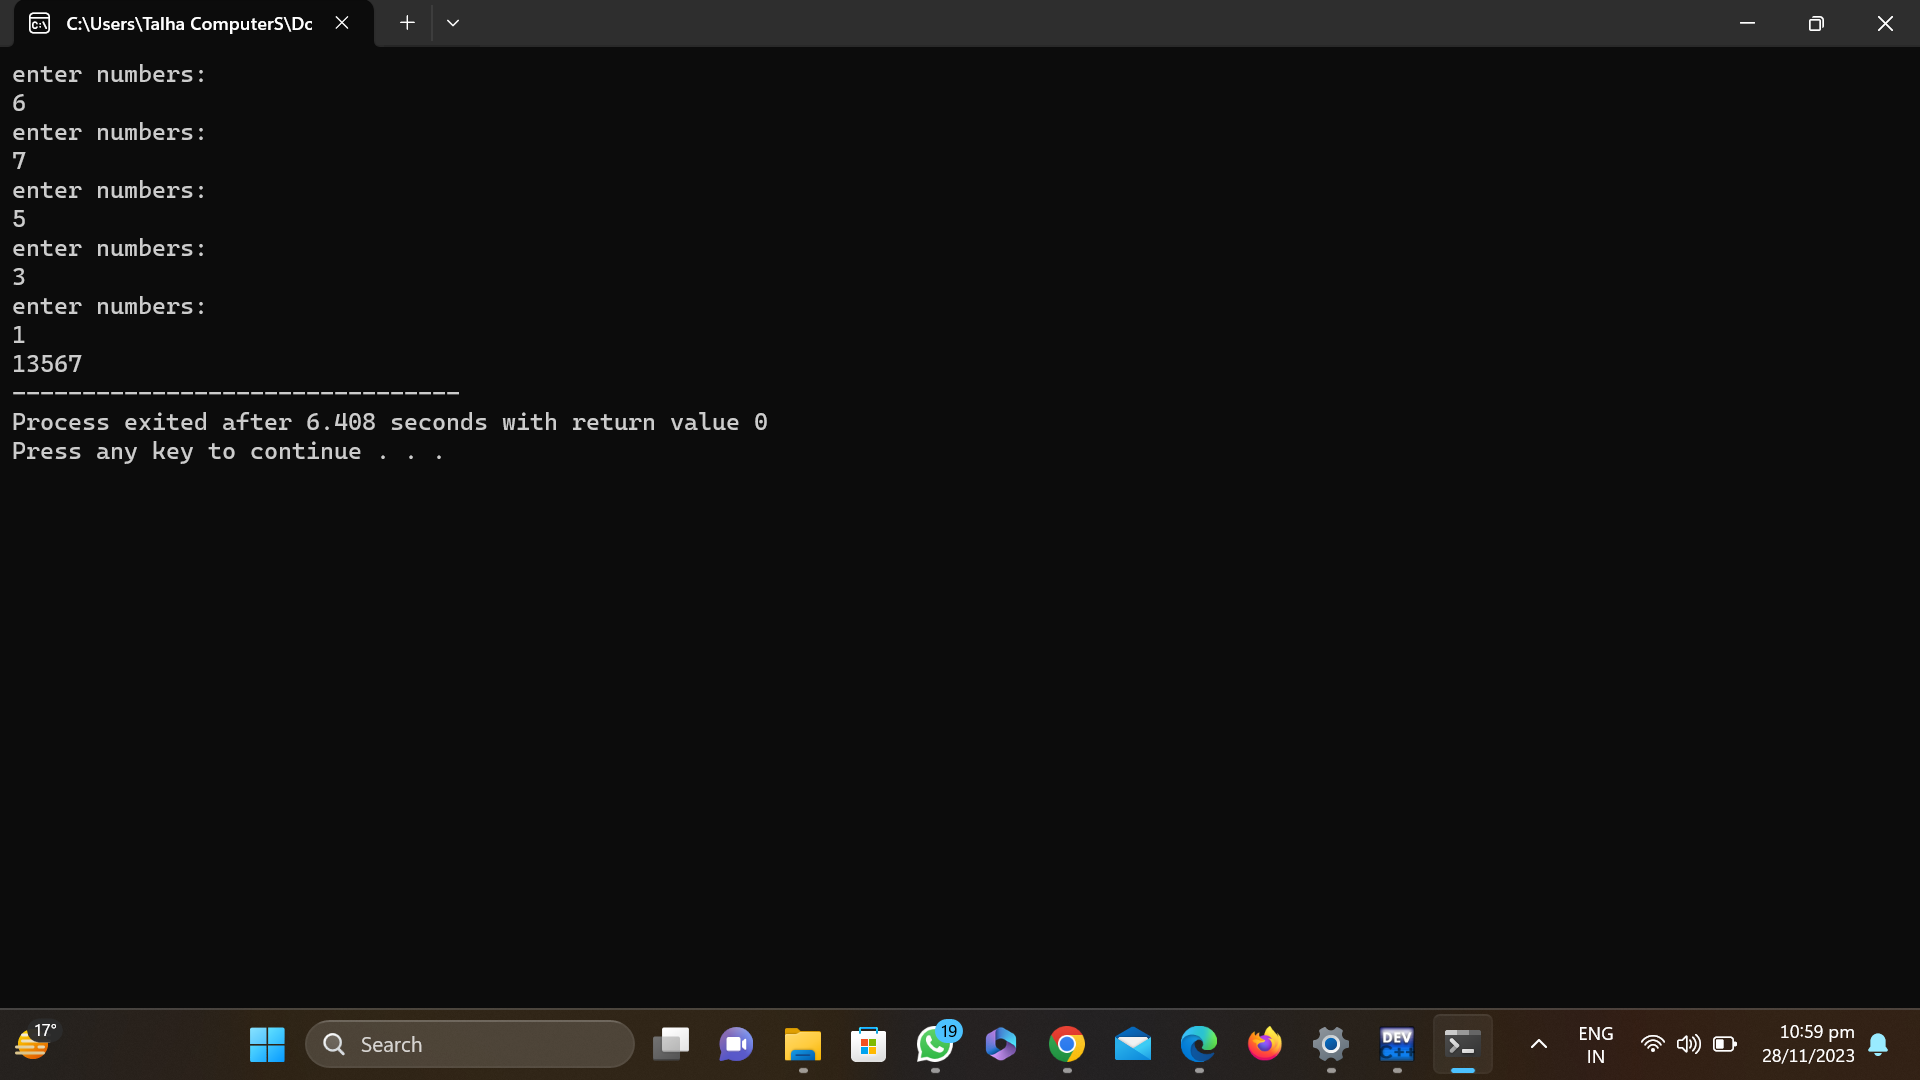 C:\Users\Talha ComputerS\Dc
enter numbers:
6
enter numbers:
7
enter numbers:
5
enter numbers:
3
enter numbers:
1
13567
--------------------------------
Process exited after 6.408 seconds with return value 0
Press any key to continue . . .
17°
Search
19
DEV
C++
ENG
IN
10:59 pm
28/11/2023